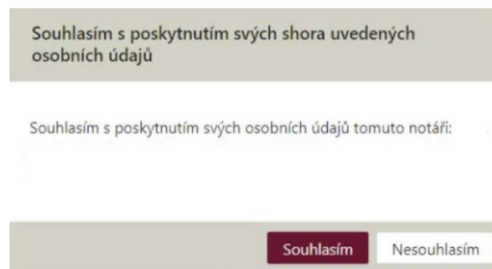 Souhlasím s poskytnutím svých shora uvedených
osobních údajů
Souhlasím s poskytnutím svých osobních údajů tomuto notáři:
Souhlasím
Nesouhlasím